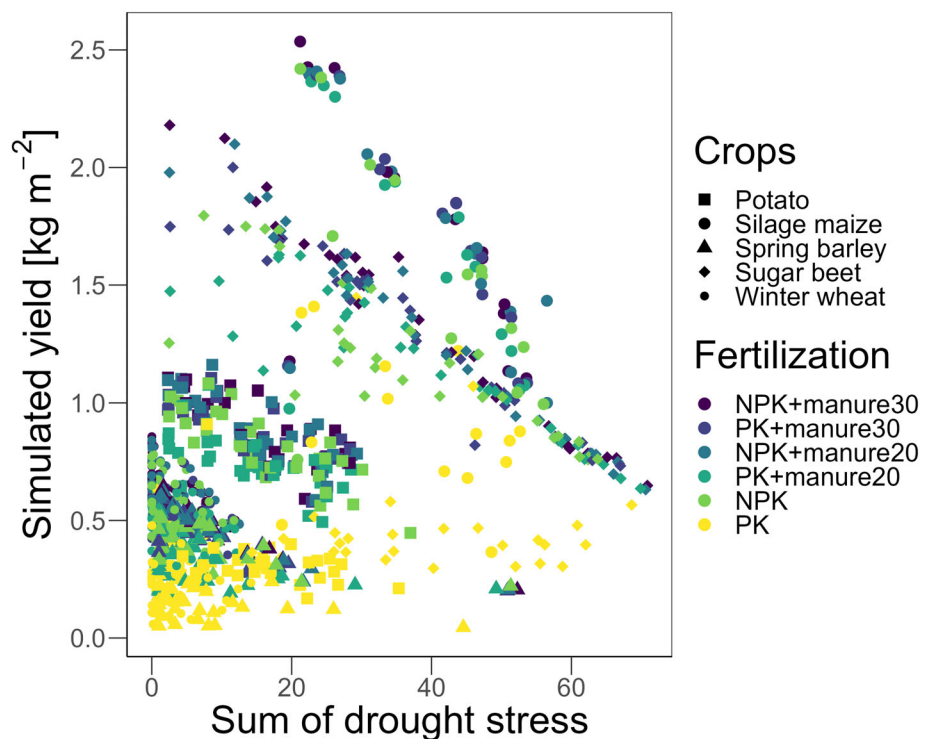 2.5
2.0
1.5
1.0
0.5
0.0
0
20
40
60
Simulated yield [kg m⁻²]
Sum of drought stress
Crops
Potato
Silage maize
Spring barley
Sugar beet
Winter wheat
Fertilization
NPK+manure30
PK+manure30
NPK+manure20
PK+manure20
NPK
PK